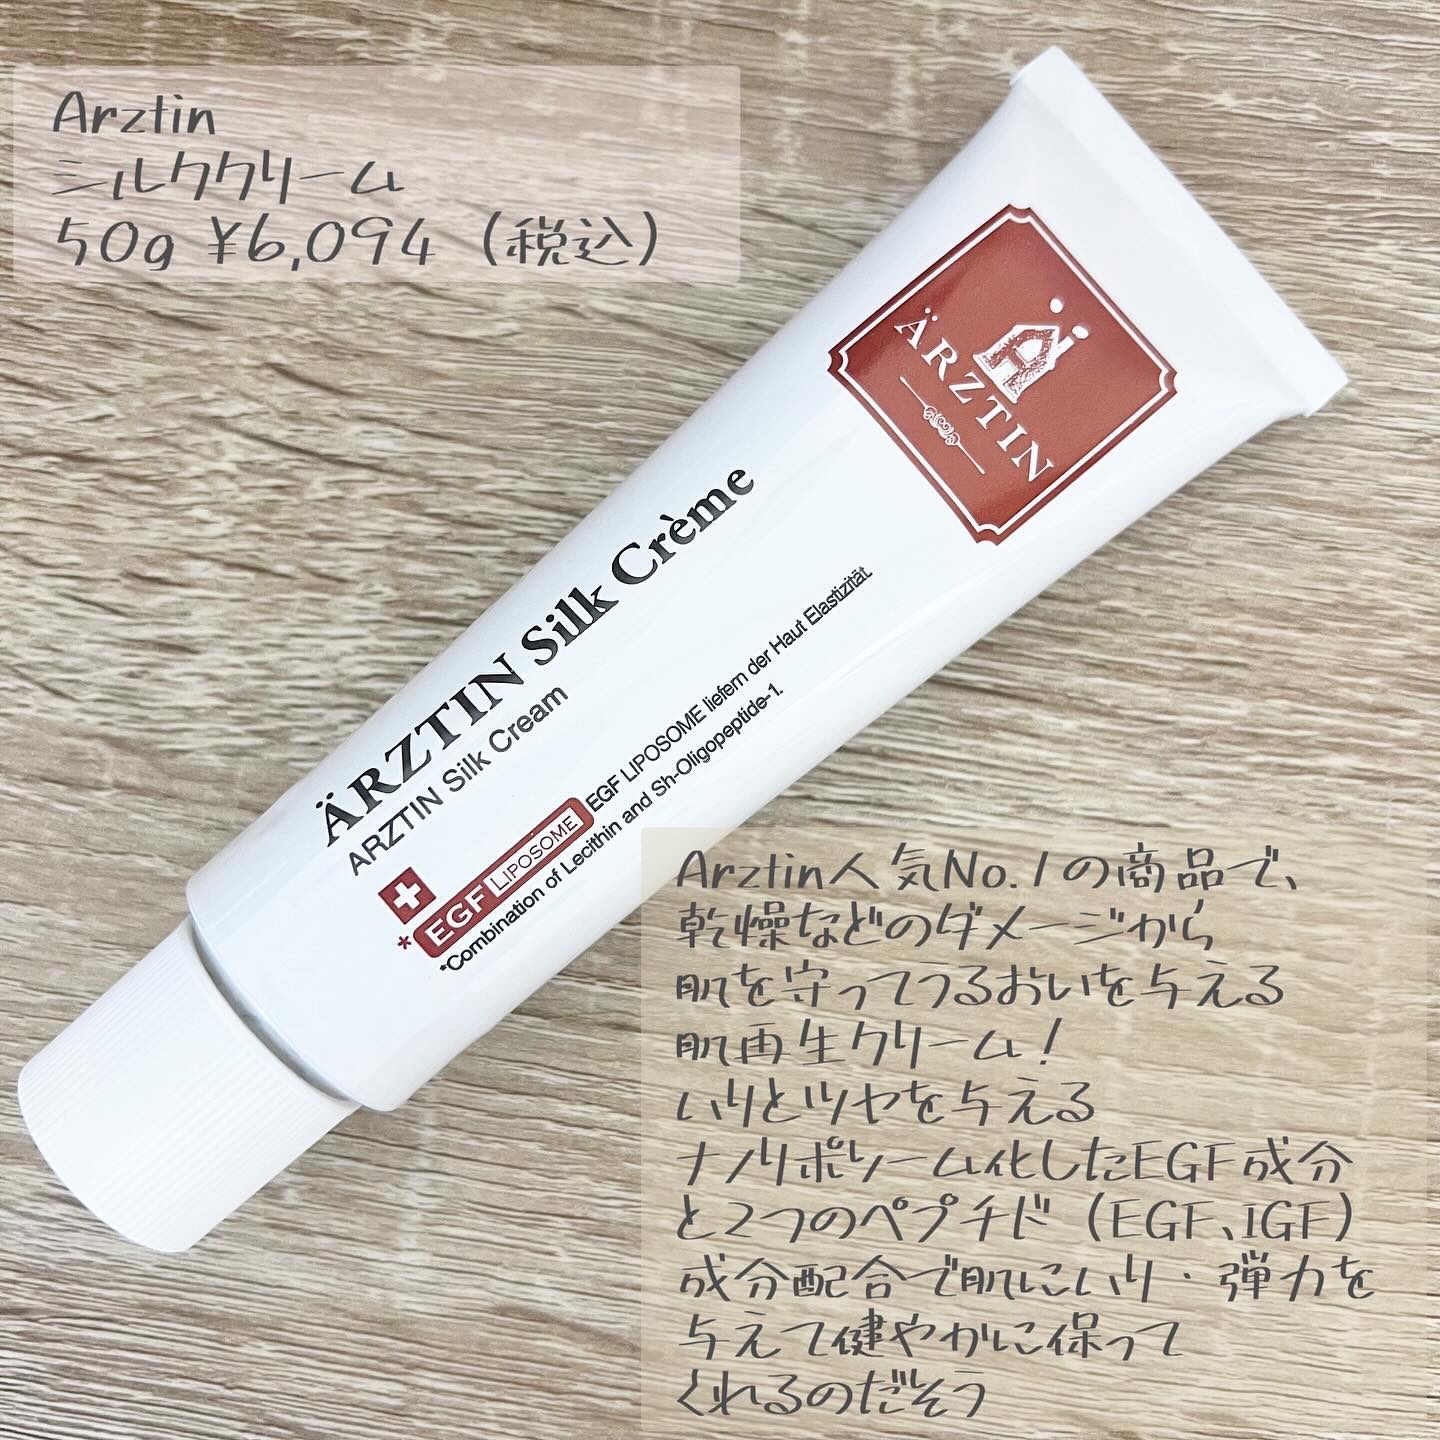 Arztin
シルククリーム
50g ¥6,094（税込）
ÄRZTIN
ÄRZTIN Silk Crème
ARZTIN Silk Cream
* EGF LIPOSOME EGF LIPOSOME liefern der Haut Elastizität
*Combination of Lecithin and Sh-Oligopeptide-1.
Arztin人気No.1の商品で、
乾燥などのダメージから
肌を守ってうるおいを与える
肌再生クリーム！
ハリとツヤを与える
ナノリポソーム化したEGF成分
と2つのペプチド（EGF、IGF）
成分配合で肌にハリ・弾力を
与えて健やかに保って
くれるのだそう